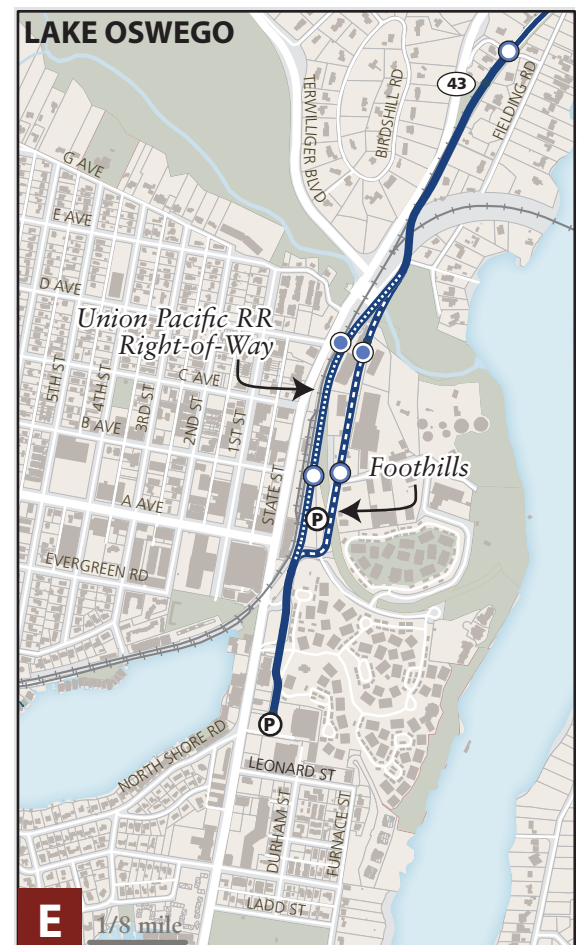 LAKE OSWEGO
43
TERWILLIGER BLVD
BIRDSHILL RD
FIELDING RD
G AVE
E AVE
D AVE
Union Pacific RR
Right-of-Way
C AVE
B AVE
5TH ST
4TH ST
3RD ST
2ND ST
1ST ST
STATE ST
Foothills
A AVE
P
EVERGREEN RD
P
NORTH SHORE RD
LEONARD ST
DURHAM ST
FURNACE ST
LADD ST
E
1/8 mile